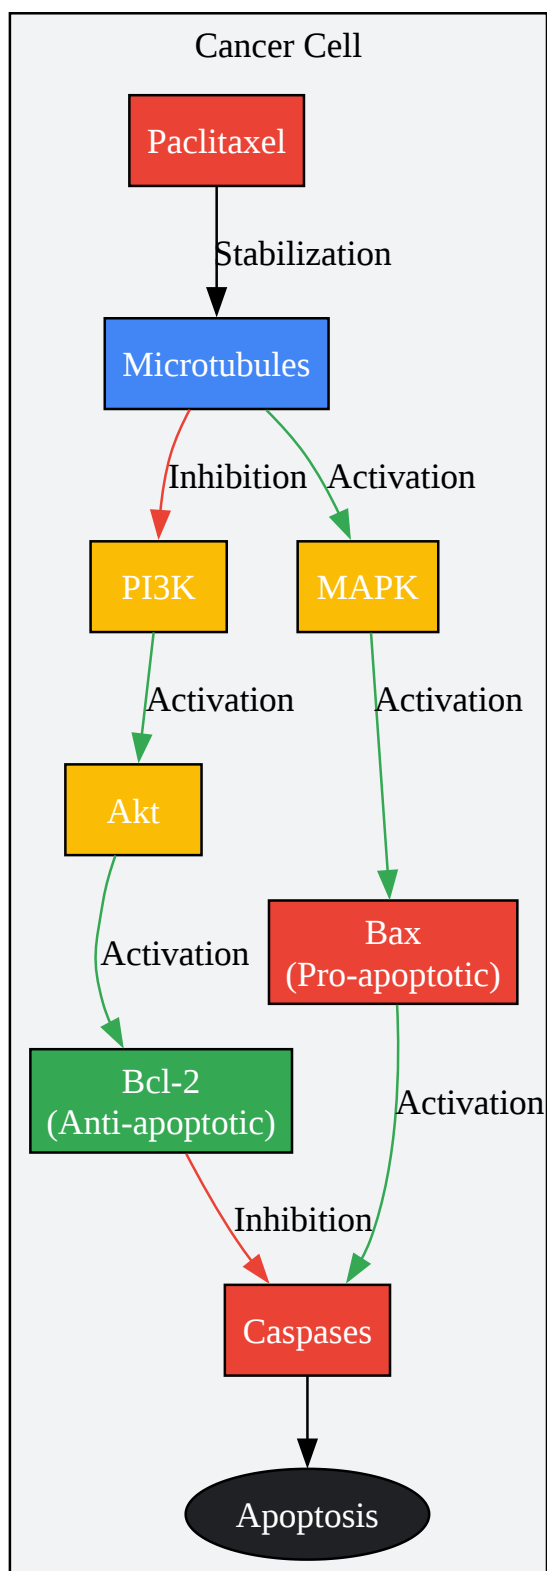 Cancer Cell
Paclitaxel
Stabilization
Microtubules
Inhibition
Activation
PI3K
MAPK
Activation
Activation
Akt
Bax
(Pro-apoptotic)
Activation
Bcl-2
(Anti-apoptotic)
Activation
Inhibition
Caspases
Apoptosis